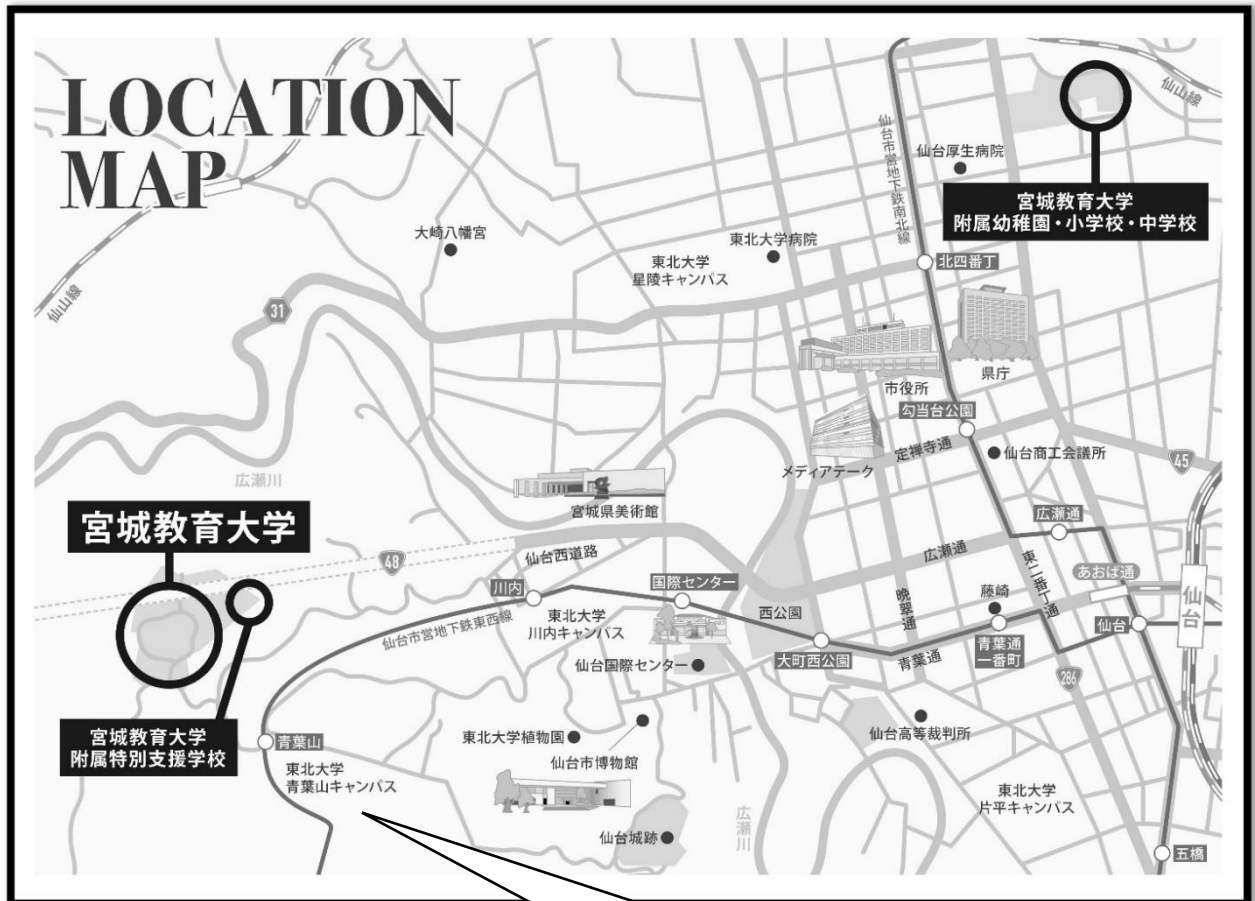 LOCATION
MAP
仙山線
仙台市営地下鉄南北線
仙台厚生病院
宮城教育大学
附属幼稚園・小学校・中学校
大崎八幡宮
東北大学病院
東北大学
星陵キャンパス
北四番丁
仙山線
31
県庁
市役所
勾当台公園
定禅寺通
仙台商工会議所
メディアテーク
45
広瀬川
宮城県美術館
宮城教育大学
広瀬通
仙台西道路
48
広瀬通
東二番丁通
あおば通
川内
国際センター
藤崎
晩翠通
仙台
仙台
東北大学
川内キャンパス
西公園
仙台市営地下鉄東西線
大町西公園
青葉通
青葉通
一番町
仙台国際センター
286
宮城教育大学
附属特別支援学校
青葉山
東北大学植物園
仙台市博物館
仙台高等裁判所
東北大学
青葉山キャンパス
東北大学
片平キャンパス
広瀬川
仙台城跡
五橋